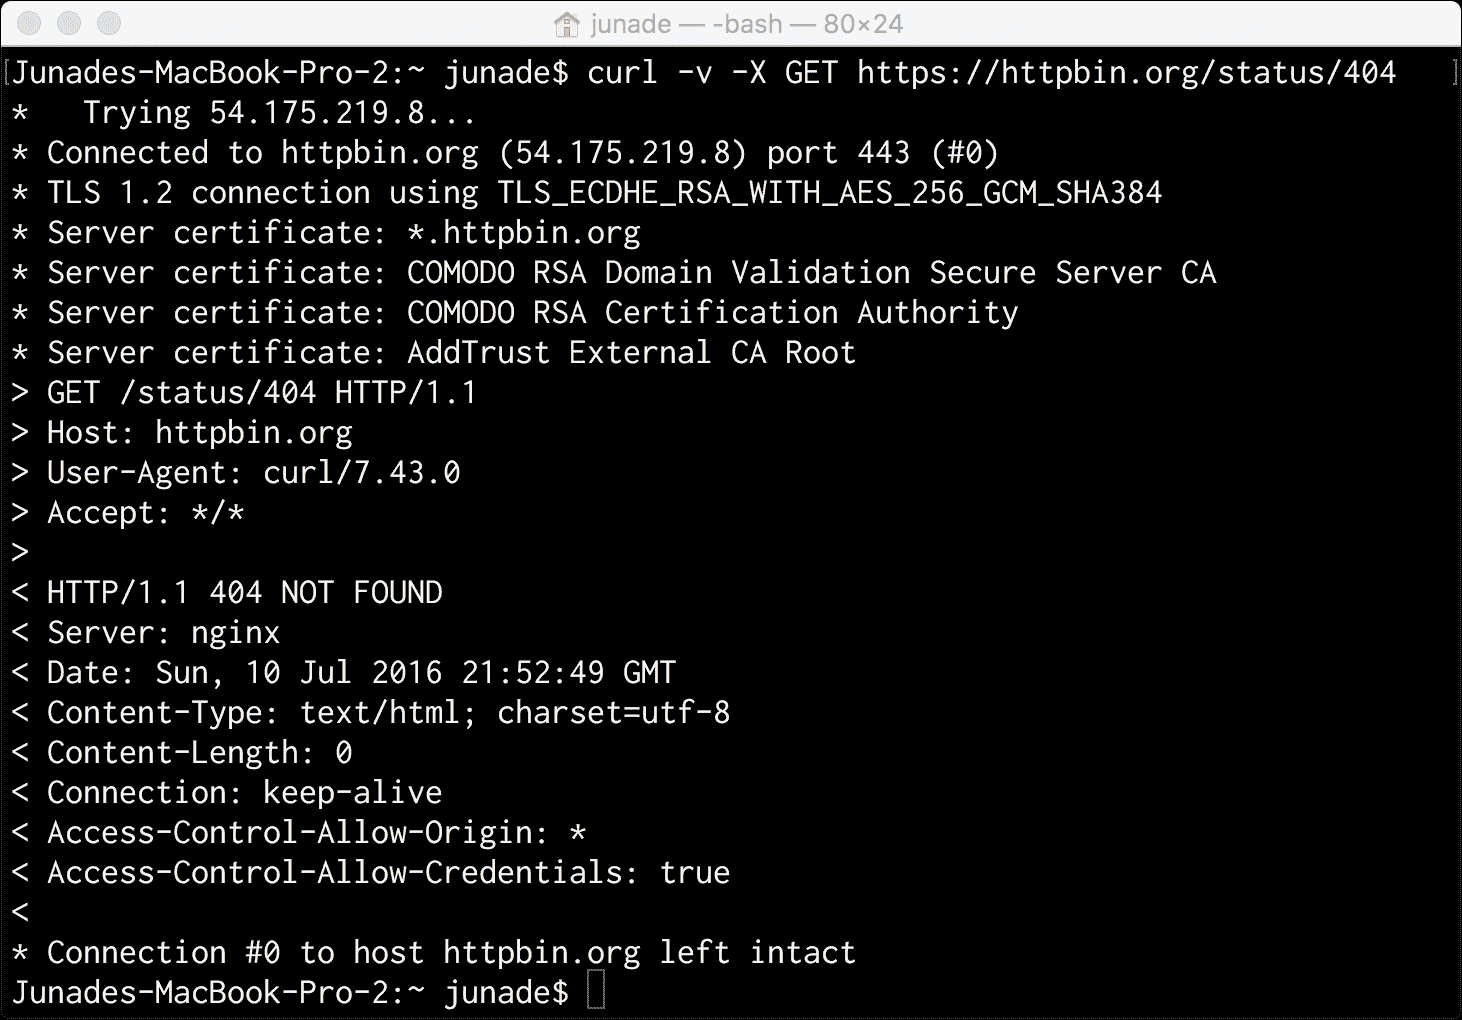 junade — -bash — 80×24
[Junades-MacBook-Pro-2:~ junade$ curl -v -X GET https://httpbin.org/status/404 ]
*   Trying 54.175.219.8...
* Connected to httpbin.org (54.175.219.8) port 443 (#0)
* TLS 1.2 connection using TLS_ECDHE_RSA_WITH_AES_256_GCM_SHA384
* Server certificate: *.httpbin.org
* Server certificate: COMODO RSA Domain Validation Secure Server CA
* Server certificate: COMODO RSA Certification Authority
* Server certificate: AddTrust External CA Root
> GET /status/404 HTTP/1.1
> Host: httpbin.org
> User-Agent: curl/7.43.0
> Accept: */*
>
< HTTP/1.1 404 NOT FOUND
< Server: nginx
< Date: Sun, 10 Jul 2016 21:52:49 GMT
< Content-Type: text/html; charset=utf-8
< Content-Length: 0
< Connection: keep-alive
< Access-Control-Allow-Origin: *
< Access-Control-Allow-Credentials: true
<
* Connection #0 to host httpbin.org left intact
Junades-MacBook-Pro-2:~ junade$